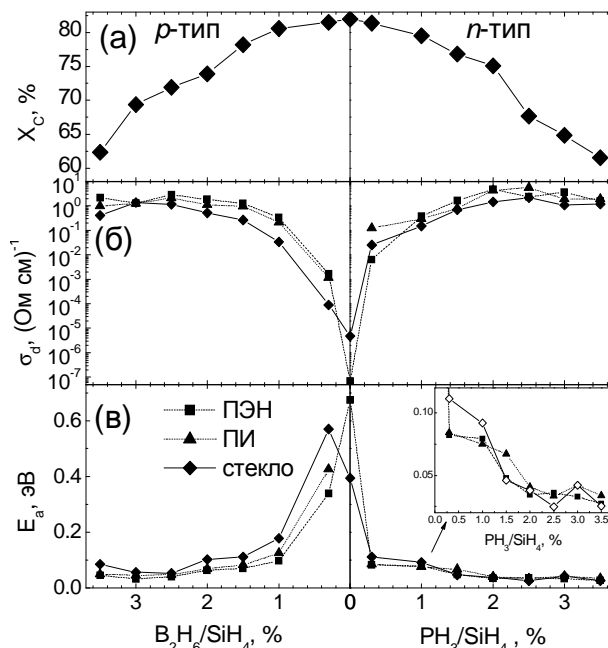 (а) p-тип n-тип
80
75
70
65
60
X_C, %
10^1
10^0
10^-1
10^-2
10^-3
10^-4
10^-5
10^-6
10^-7
(б)
σ_d, (Ом см)^-1
(в)
ПЭН
ПИ
стекло
0.6
0.4
0.2
0.0
E_a, эВ
0.10
0.05
0.0 0.5 1.0 1.5 2.0 2.5 3.0 3.5
PH_3/SiH_4, %
3 2 1 0 1 2 3
B_2H_6/SiH_4, % PH_3/SiH_4, %